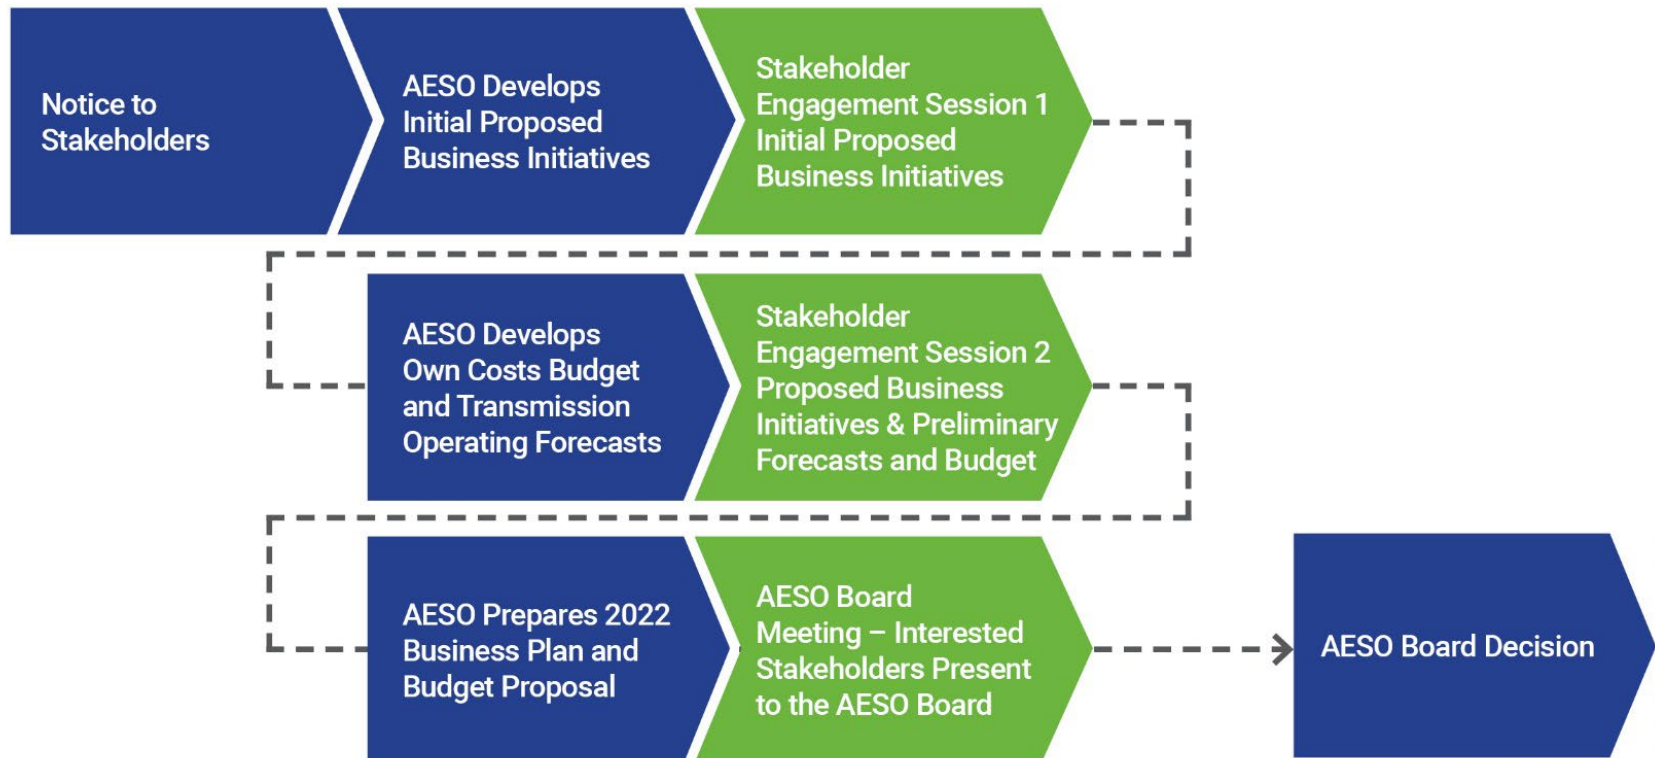 Notice to
Stakeholders
AESO Develops
Initial Proposed
Business Initiatives
Stakeholder
Engagement Session 1
Initial Proposed
Business Initiatives
AESO Develops
Own Costs Budget
and Transmission
Operating Forecasts
Stakeholder
Engagement Session 2
Proposed Business
Initiatives & Preliminary
Forecasts and Budget
AESO Prepares 2022
Business Plan and
Budget Proposal
AESO Board
Meeting – Interested
Stakeholders Present
to the AESO Board
AESO Board Decision